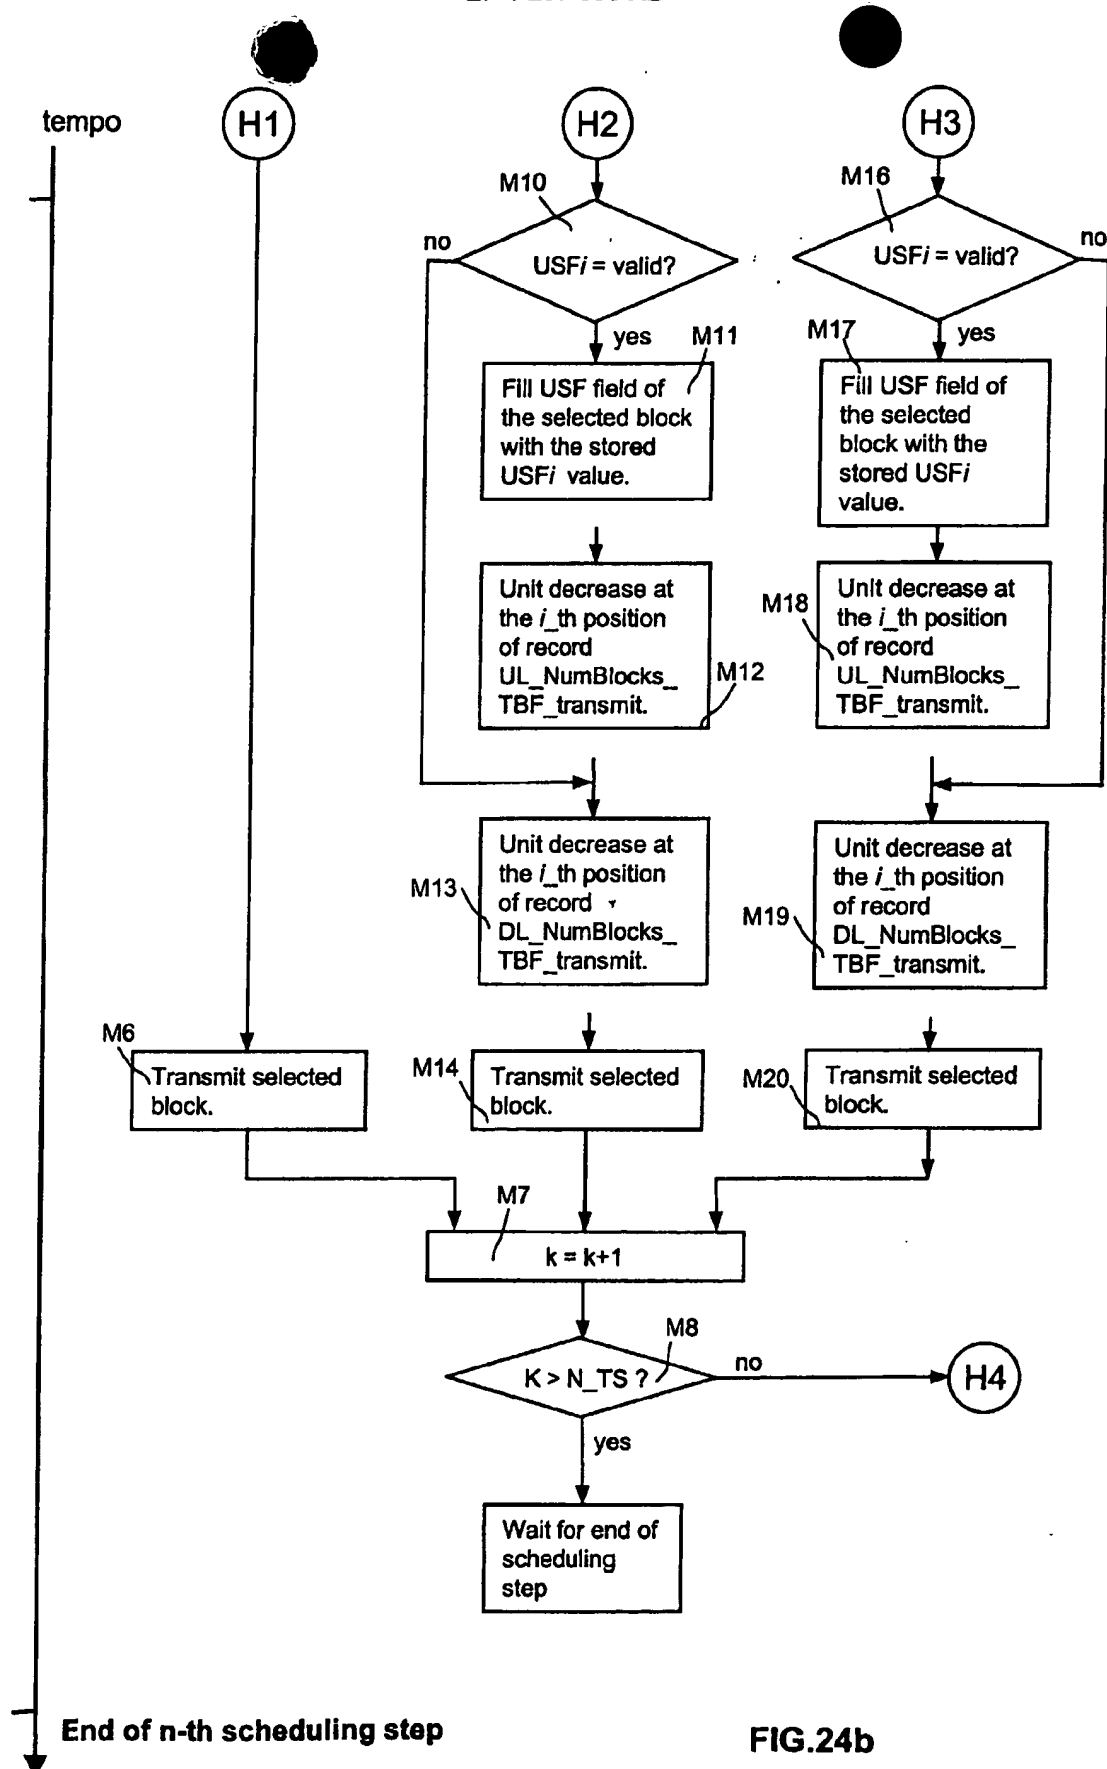 tempo
H1
H2
H3
M10
M16
no
USFi = valid?
USFi = valid?
no
yes
M11
M17
yes
Fill USF field of
the selected block
with the stored
USFi value.
Fill USF field of
the selected
block with the
stored USFi
value.
Unit decrease at
the i_th position
of record
UL_NumBlocks_
TBF_transmit.
M12
M18
Unit decrease at
the i_th position
of record
UL_NumBlocks_
TBF_transmit.
M13
Unit decrease at
the i_th position
of record
DL_NumBlocks_
TBF_transmit.
M19
Unit decrease at
the i_th position
of record
DL_NumBlocks_
TBF_transmit.
M6
Transmit selected
block.
M14
Transmit selected
block.
M20
Transmit selected
block.
M7
k = k+1
M8
K > N_TS ?
no
H4
yes
Wait for end of
scheduling
step
End of n-th scheduling step
FIG.24b